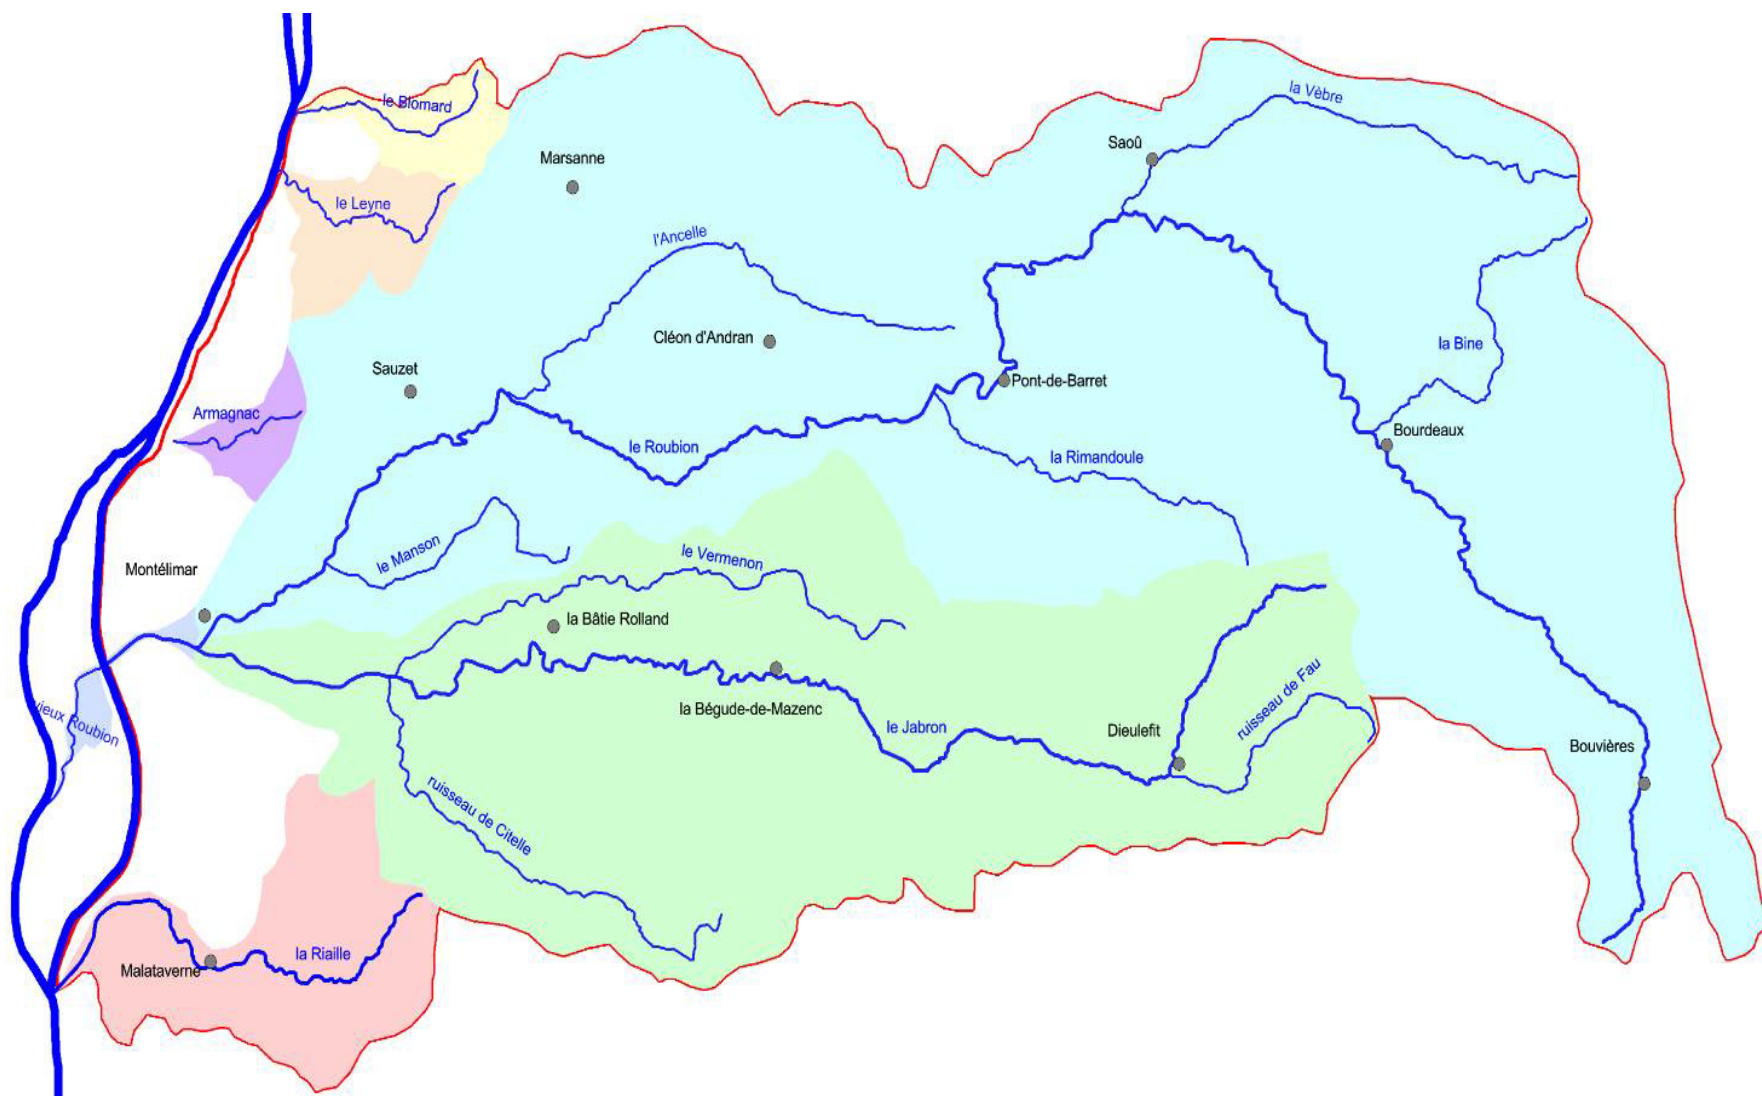 la Vèbre
le Blomard
Saoû
Marsanne
le Leyne
l'Ancelle
Cléon d'Andran
la Bine
Sauzet
Pont-de-Barret
Armagnac
Bourdeaux
le Roubion
la Rimandoule
le Manson
le Vermenon
Montélimar
la Bâtie Rolland
ruisseau de Fau
la Bégude-de-Mazenc
vieux Roubion
le Jabron
Dieulefit
Bouvières
ruisseau de Citelle
la Riaille
Malataverne